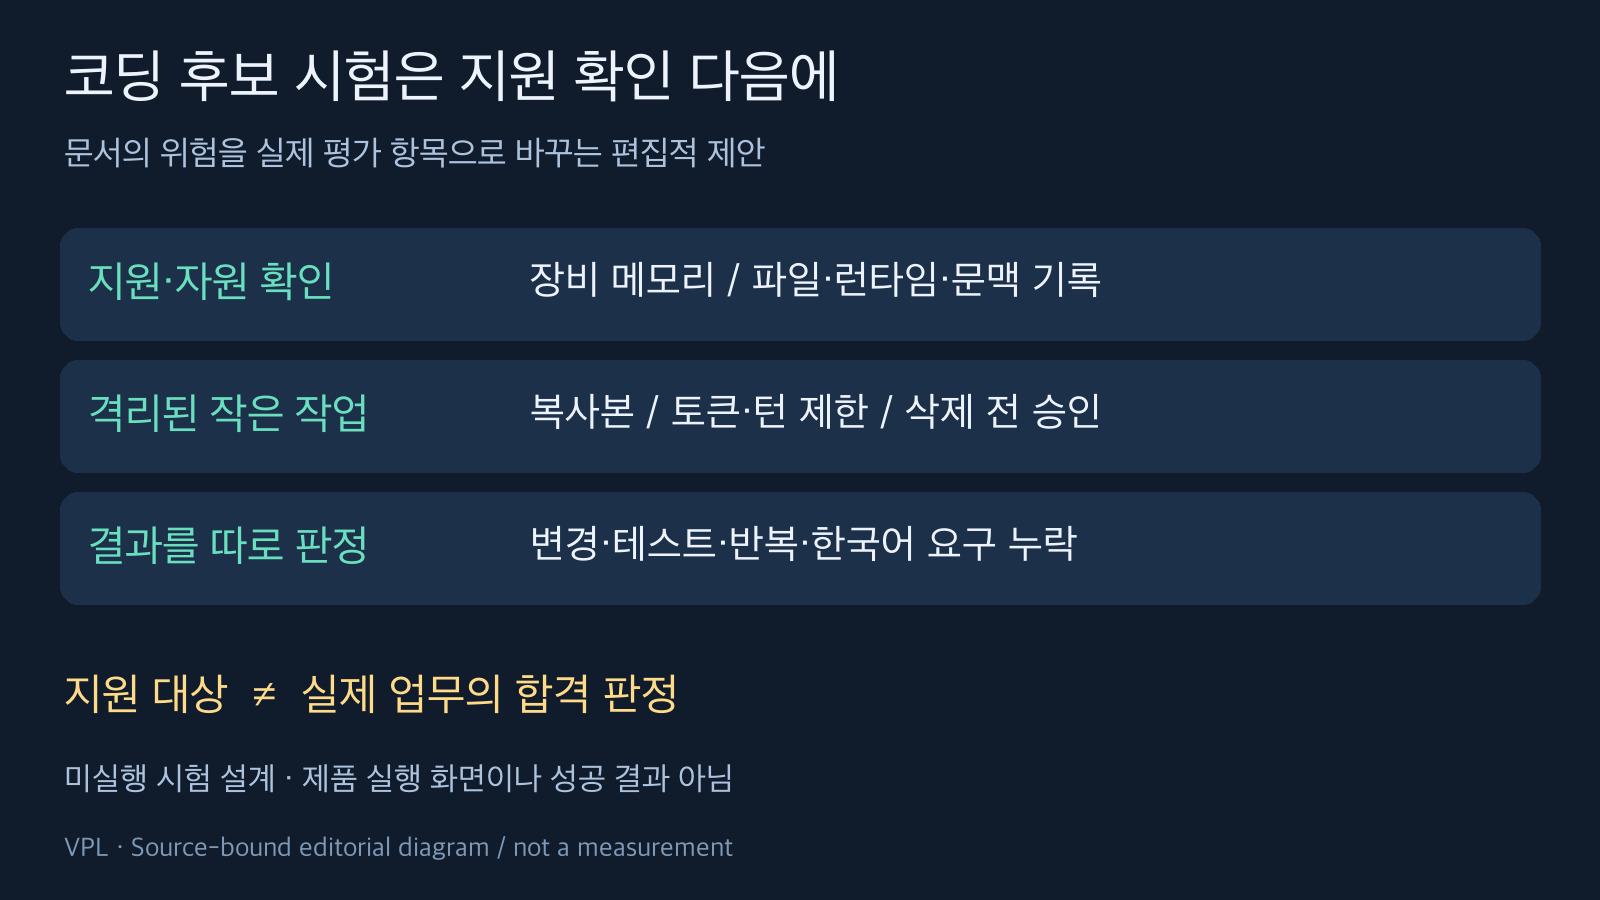 코딩 후보 시험은 지원 확인 다음에
문서의 위험을 실제 평가 항목으로 바꾸는 편집적 제안
지원·자원 확인
장비 메모리 / 파일·런타임·문맥 기록
격리된 작은 작업
복사본 / 토큰·턴 제한 / 삭제 전 승인
결과를 따로 판정
변경·테스트·반복·한국어 요구 누락
지원 대상 ≠ 실제 업무의 합격 판정
미실행 시험 설계 · 제품 실행 화면이나 성공 결과 아님
VPL · Source-bound editorial diagram / not a measurement